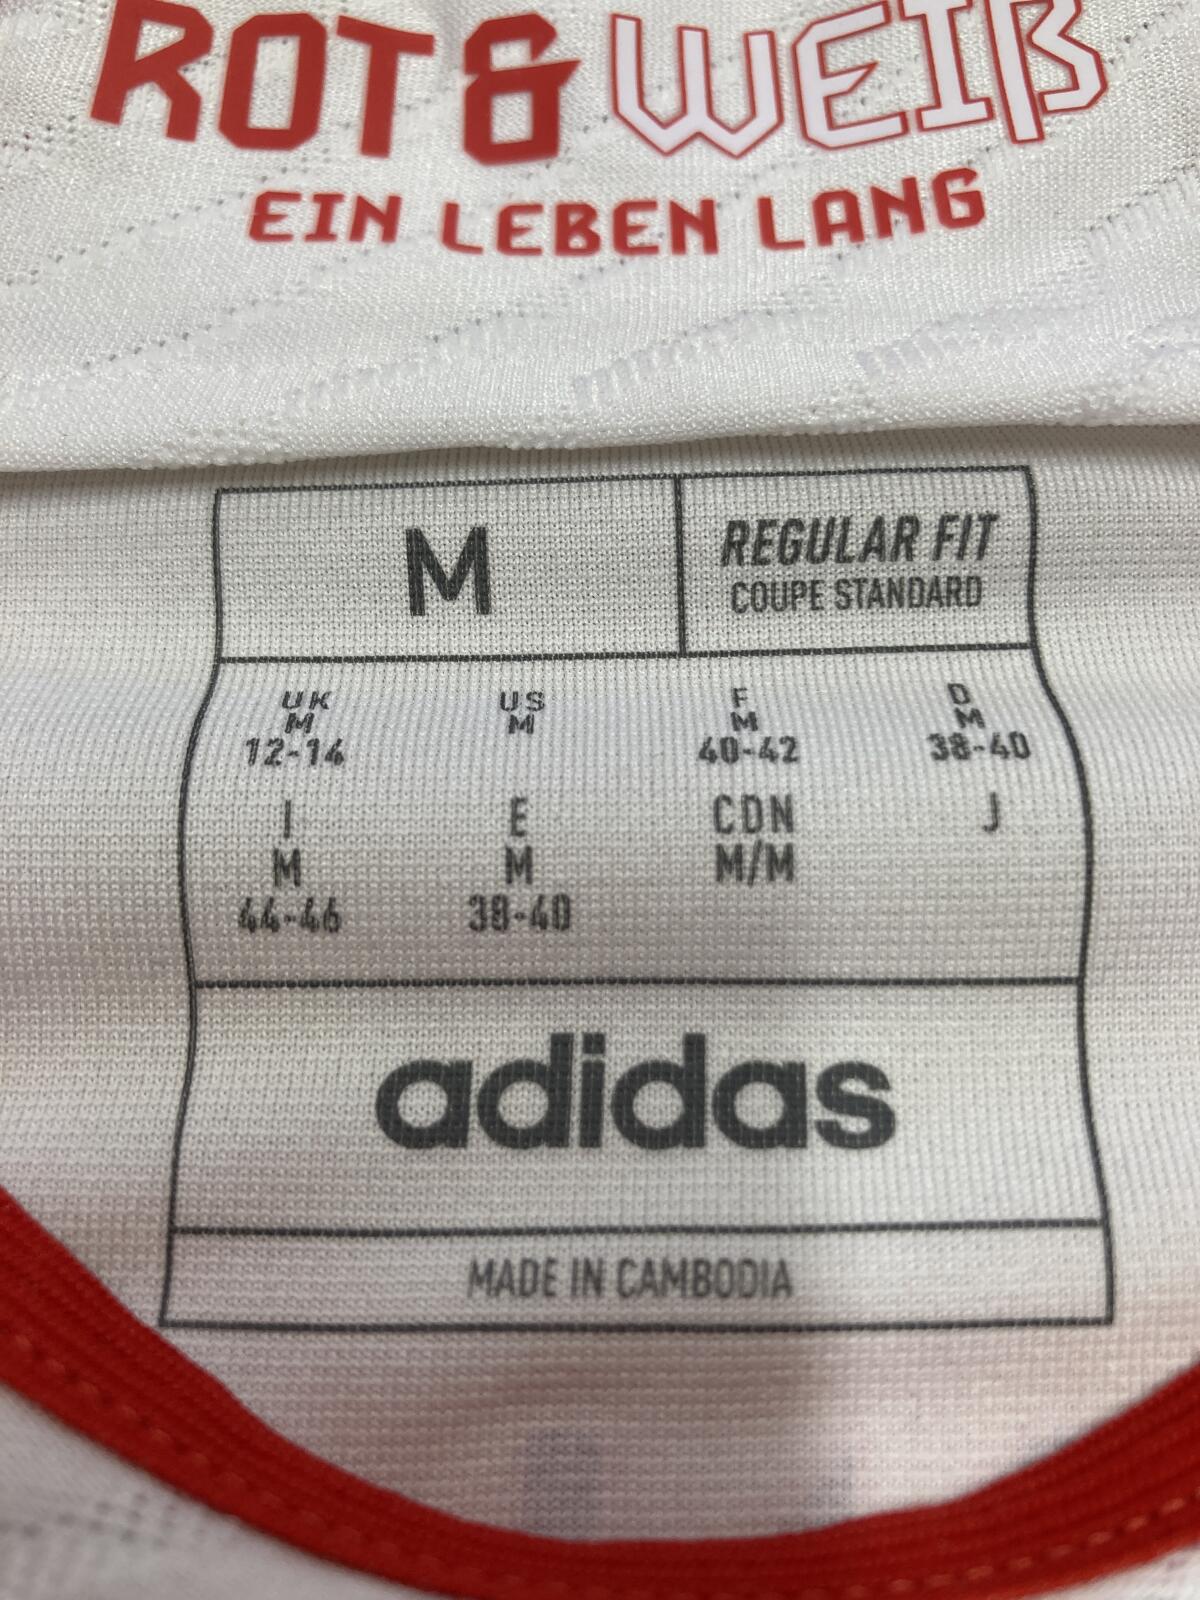 ROT & WEIß
EIN LEBEN LANG
M
REGULAR FIT
COUPE STANDARD
UK
M
12-14
US
M
F
M
40-42
D
M
38-40
I
M
44-46
E
M
38-40
CDN
M/M
J
adidas
MADE IN CAMBODIA